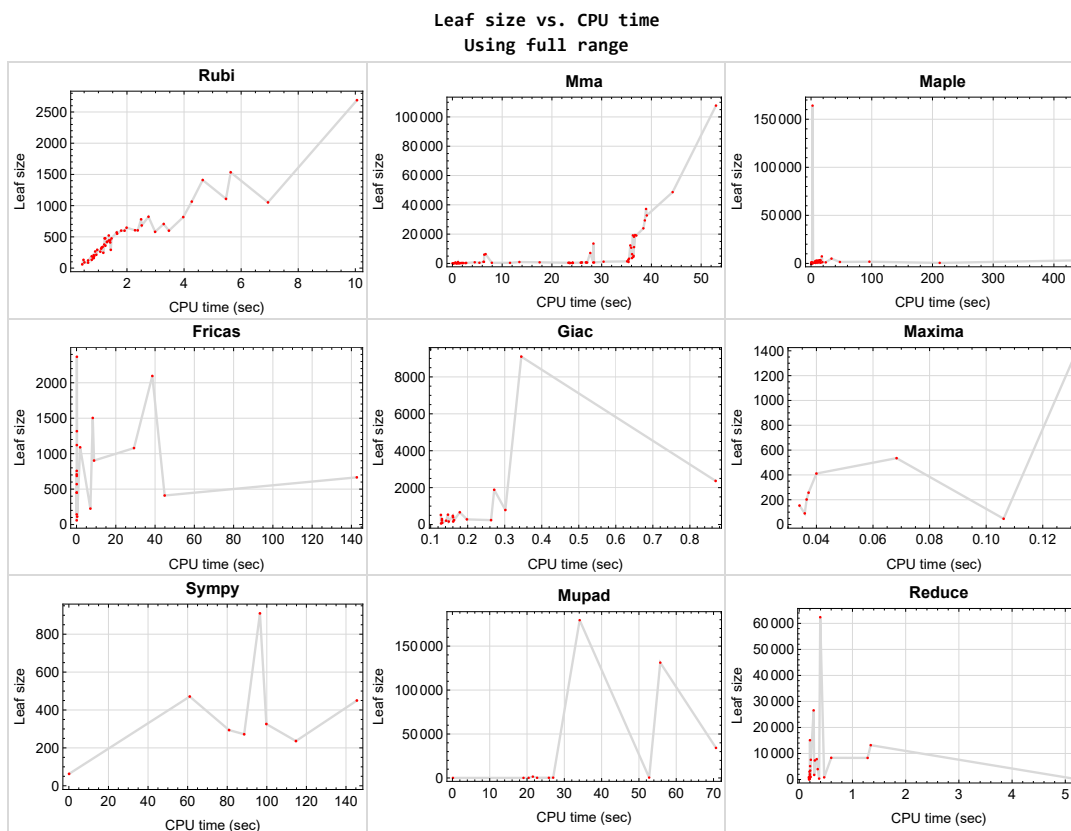 Leaf size vs. CPU time
Using full range
Rubi
Leaf size
2500
2000
1500
1000
500
0
2 4 6 8 10
CPU time (sec)
Mma
Leaf size
100 000
80 000
60 000
40 000
20 000
0
0 10 20 30 40 50
CPU time (sec)
Maple
Leaf size
150 000
100 000
50 000
0
0 100 200 300 400
CPU time (sec)
Fricas
Leaf size
2000
1500
1000
500
0
0 20 40 60 80 100 120 140
CPU time (sec)
Giac
Leaf size
8000
6000
4000
2000
0
0.1 0.2 0.3 0.4 0.5 0.6 0.7 0.8
CPU time (sec)
Maxima
Leaf size
1400
1200
1000
800
600
400
200
0
0.04 0.06 0.08 0.10 0.12
CPU time (sec)
Sympy
Leaf size
800
600
400
200
0
0 20 40 60 80 100 120 140
CPU time (sec)
Mupad
Leaf size
150 000
100 000
50 000
0
0 10 20 30 40 50 60 70
CPU time (sec)
Reduce
Leaf size
60 000
50 000
40 000
30 000
20 000
10 000
0
0 1 2 3 4 5
CPU time (sec)